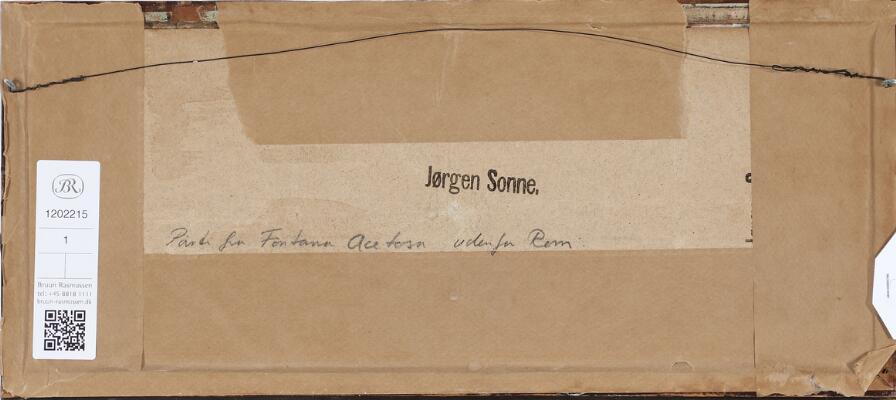 Jørgen Sonne.
Parti fra Fontana Acetosa udenfor Rom.
BR
1202215
1
Bruun Rasmussen
tel: +45 8818 1111
bruun-rasmussen.dk